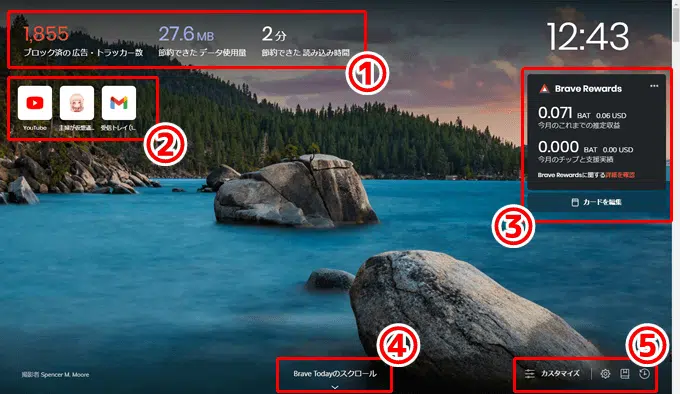 1,855
ブロック済の 広告・トラッカー数
27.6 MB
節約できた データ使用量
2 分
節約できた 読み込み時間
①
12:43
YouTube
主婦が仮想通...
受信トレイ (i...
②
Brave Rewards
0.071 BAT 0.06 USD
今月のこれまでの推定収益
0.000 BAT 0.00 USD
今月のチップと支援実績
Brave Rewardsに関する詳細を確認
カードを編集
③
④
Brave Todayのスクロール
⑤
撮影者 Spencer M. Moore
カスタマイズ